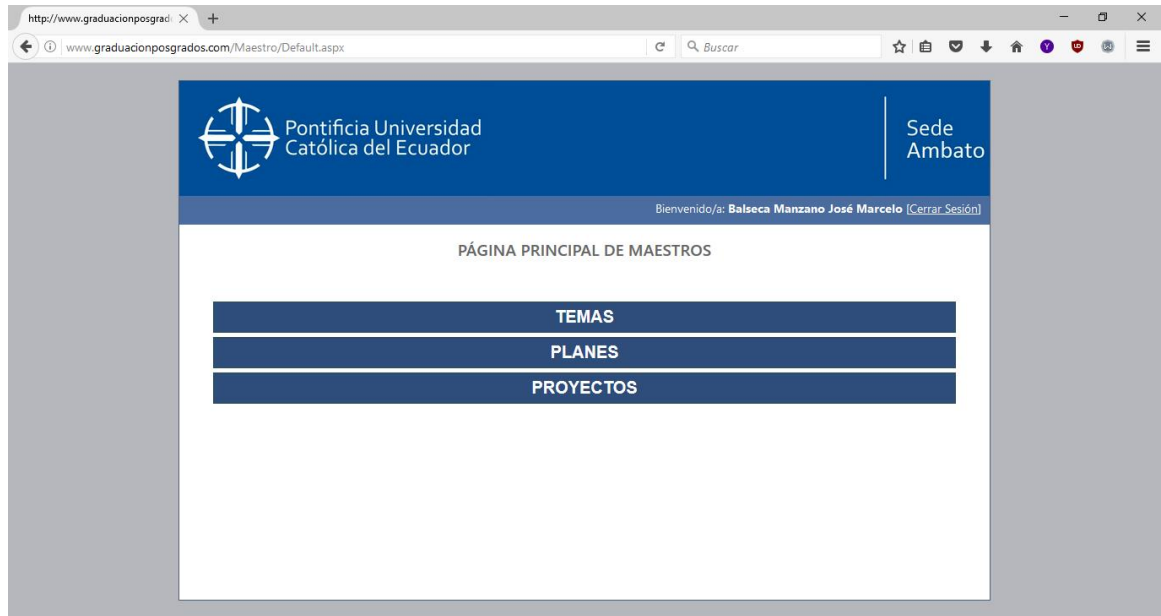 http://www.graduacionposgrad
www.graduacionposgrados.com/Maestro/Default.aspx
Buscar
Pontificia Universidad
Católica del Ecuador
Sede
Ambato
Bienvenido/a: Balseca Manzano José Marcelo [Cerrar Sesión]
PÁGINA PRINCIPAL DE MAESTROS
TEMAS
PLANES
PROYECTOS